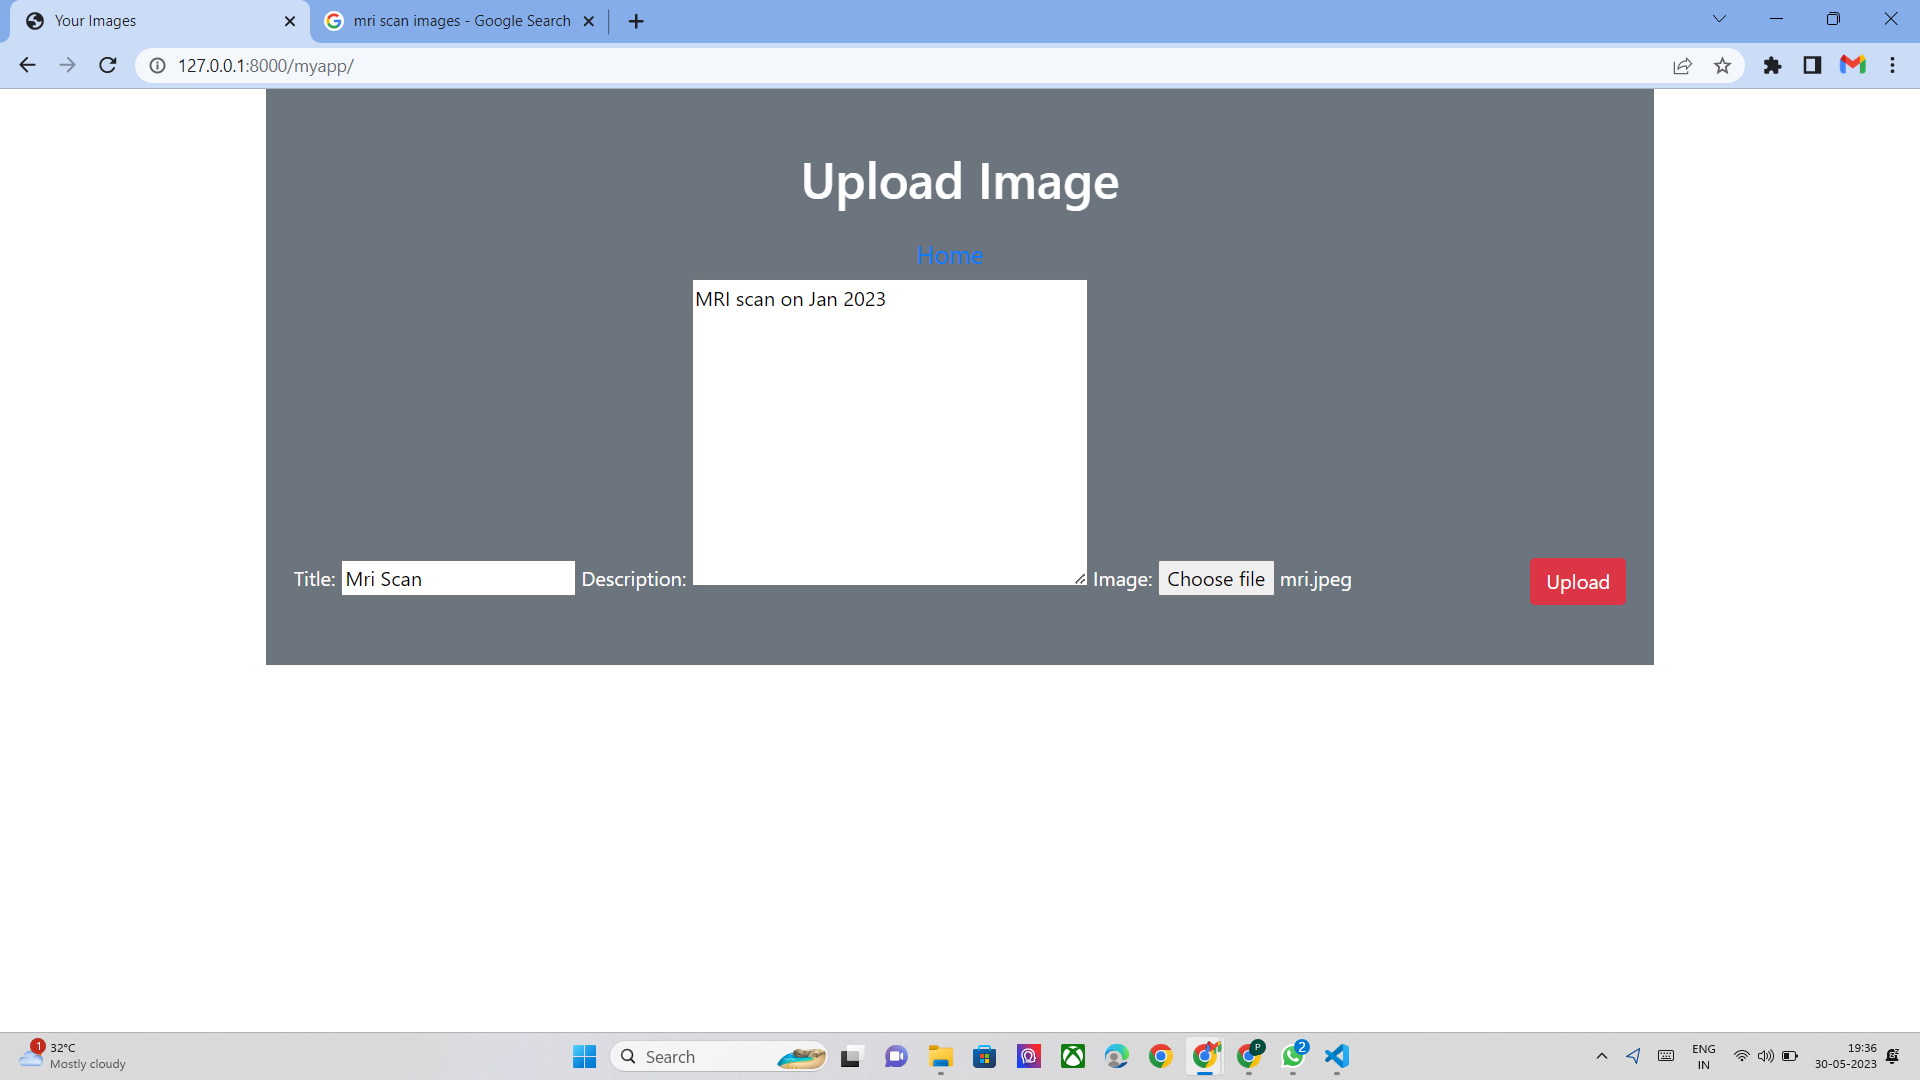 Your Images
mri scan images - Google Search
127.0.0.1:8000/myapp/
Upload Image
Home
MRI scan on Jan 2023
Title: Mri Scan Description: Image: Choose file mri.jpeg Upload
1
32°C
Mostly cloudy
Search
P
2
ENG
IN
19:36
30-05-2023